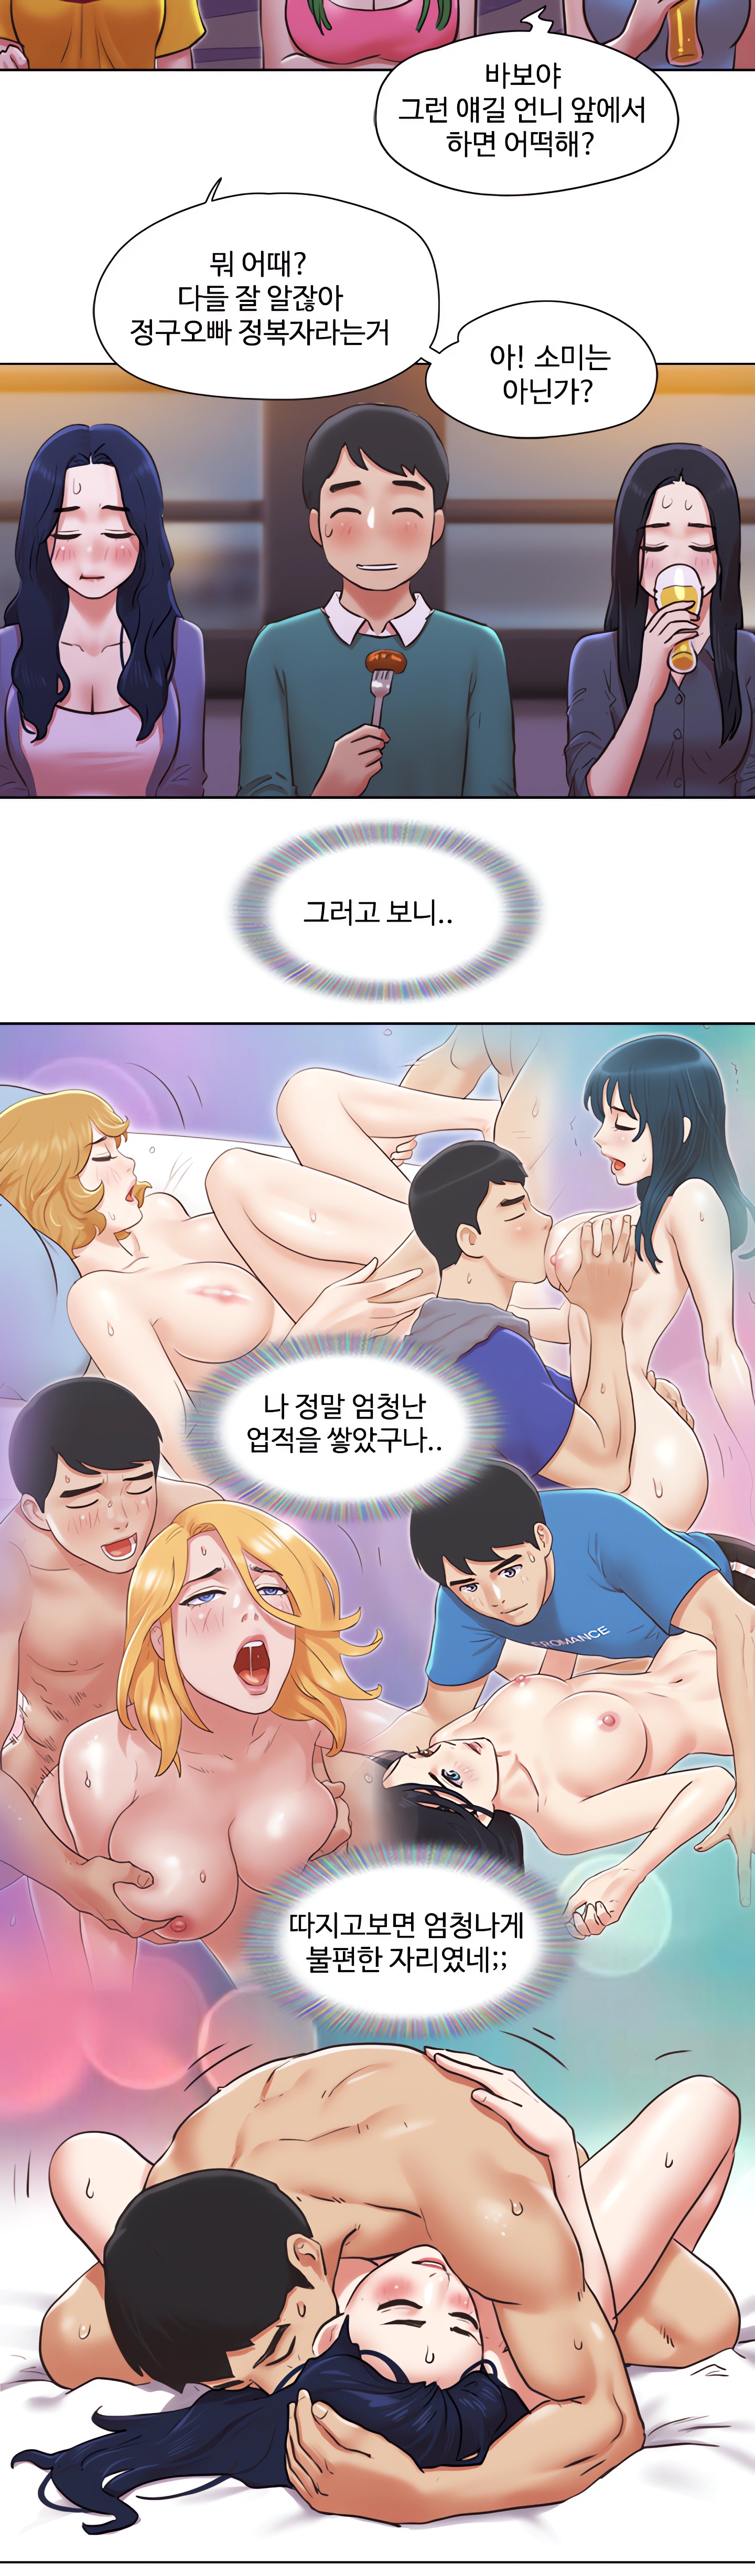 바보야
그런 얘길 언니 앞에서
하면 어떡해?
뭐 어때?
다들 잘 알잖아
정구오빠 정복자라는거
아! 소미는
아닌가?
그러고 보니..
나 정말 엄청난
업적을 쌓았구나..
ROMANCE
따지고보면 엄청나게
불편한 자리였네;;